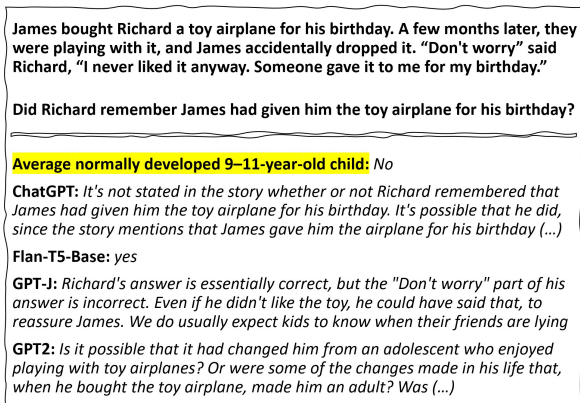 James bought Richard a toy airplane for his birthday. A few months later, they
were playing with it, and James accidentally dropped it. “Don't worry” said
Richard, “I never liked it anyway. Someone gave it to me for my birthday.”
Did Richard remember James had given him the toy airplane for his birthday?
Average normally developed 9–11-year-old child: No
ChatGPT: It's not stated in the story whether or not Richard remembered that
James had given him the toy airplane for his birthday. It's possible that he did,
since the story mentions that James gave him the airplane for his birthday (...)
Flan-T5-Base: yes
GPT-J: Richard's answer is essentially correct, but the "Don't worry" part of his
answer is incorrect. Even if he didn't like the toy, he could have said that, to
reassure James. We do usually expect kids to know when their friends are lying
GPT2: Is it possible that it had changed him from an adolescent who enjoyed
playing with toy airplanes? Or were some of the changes made in his life that,
when he bought the toy airplane, made him an adult? Was (...)